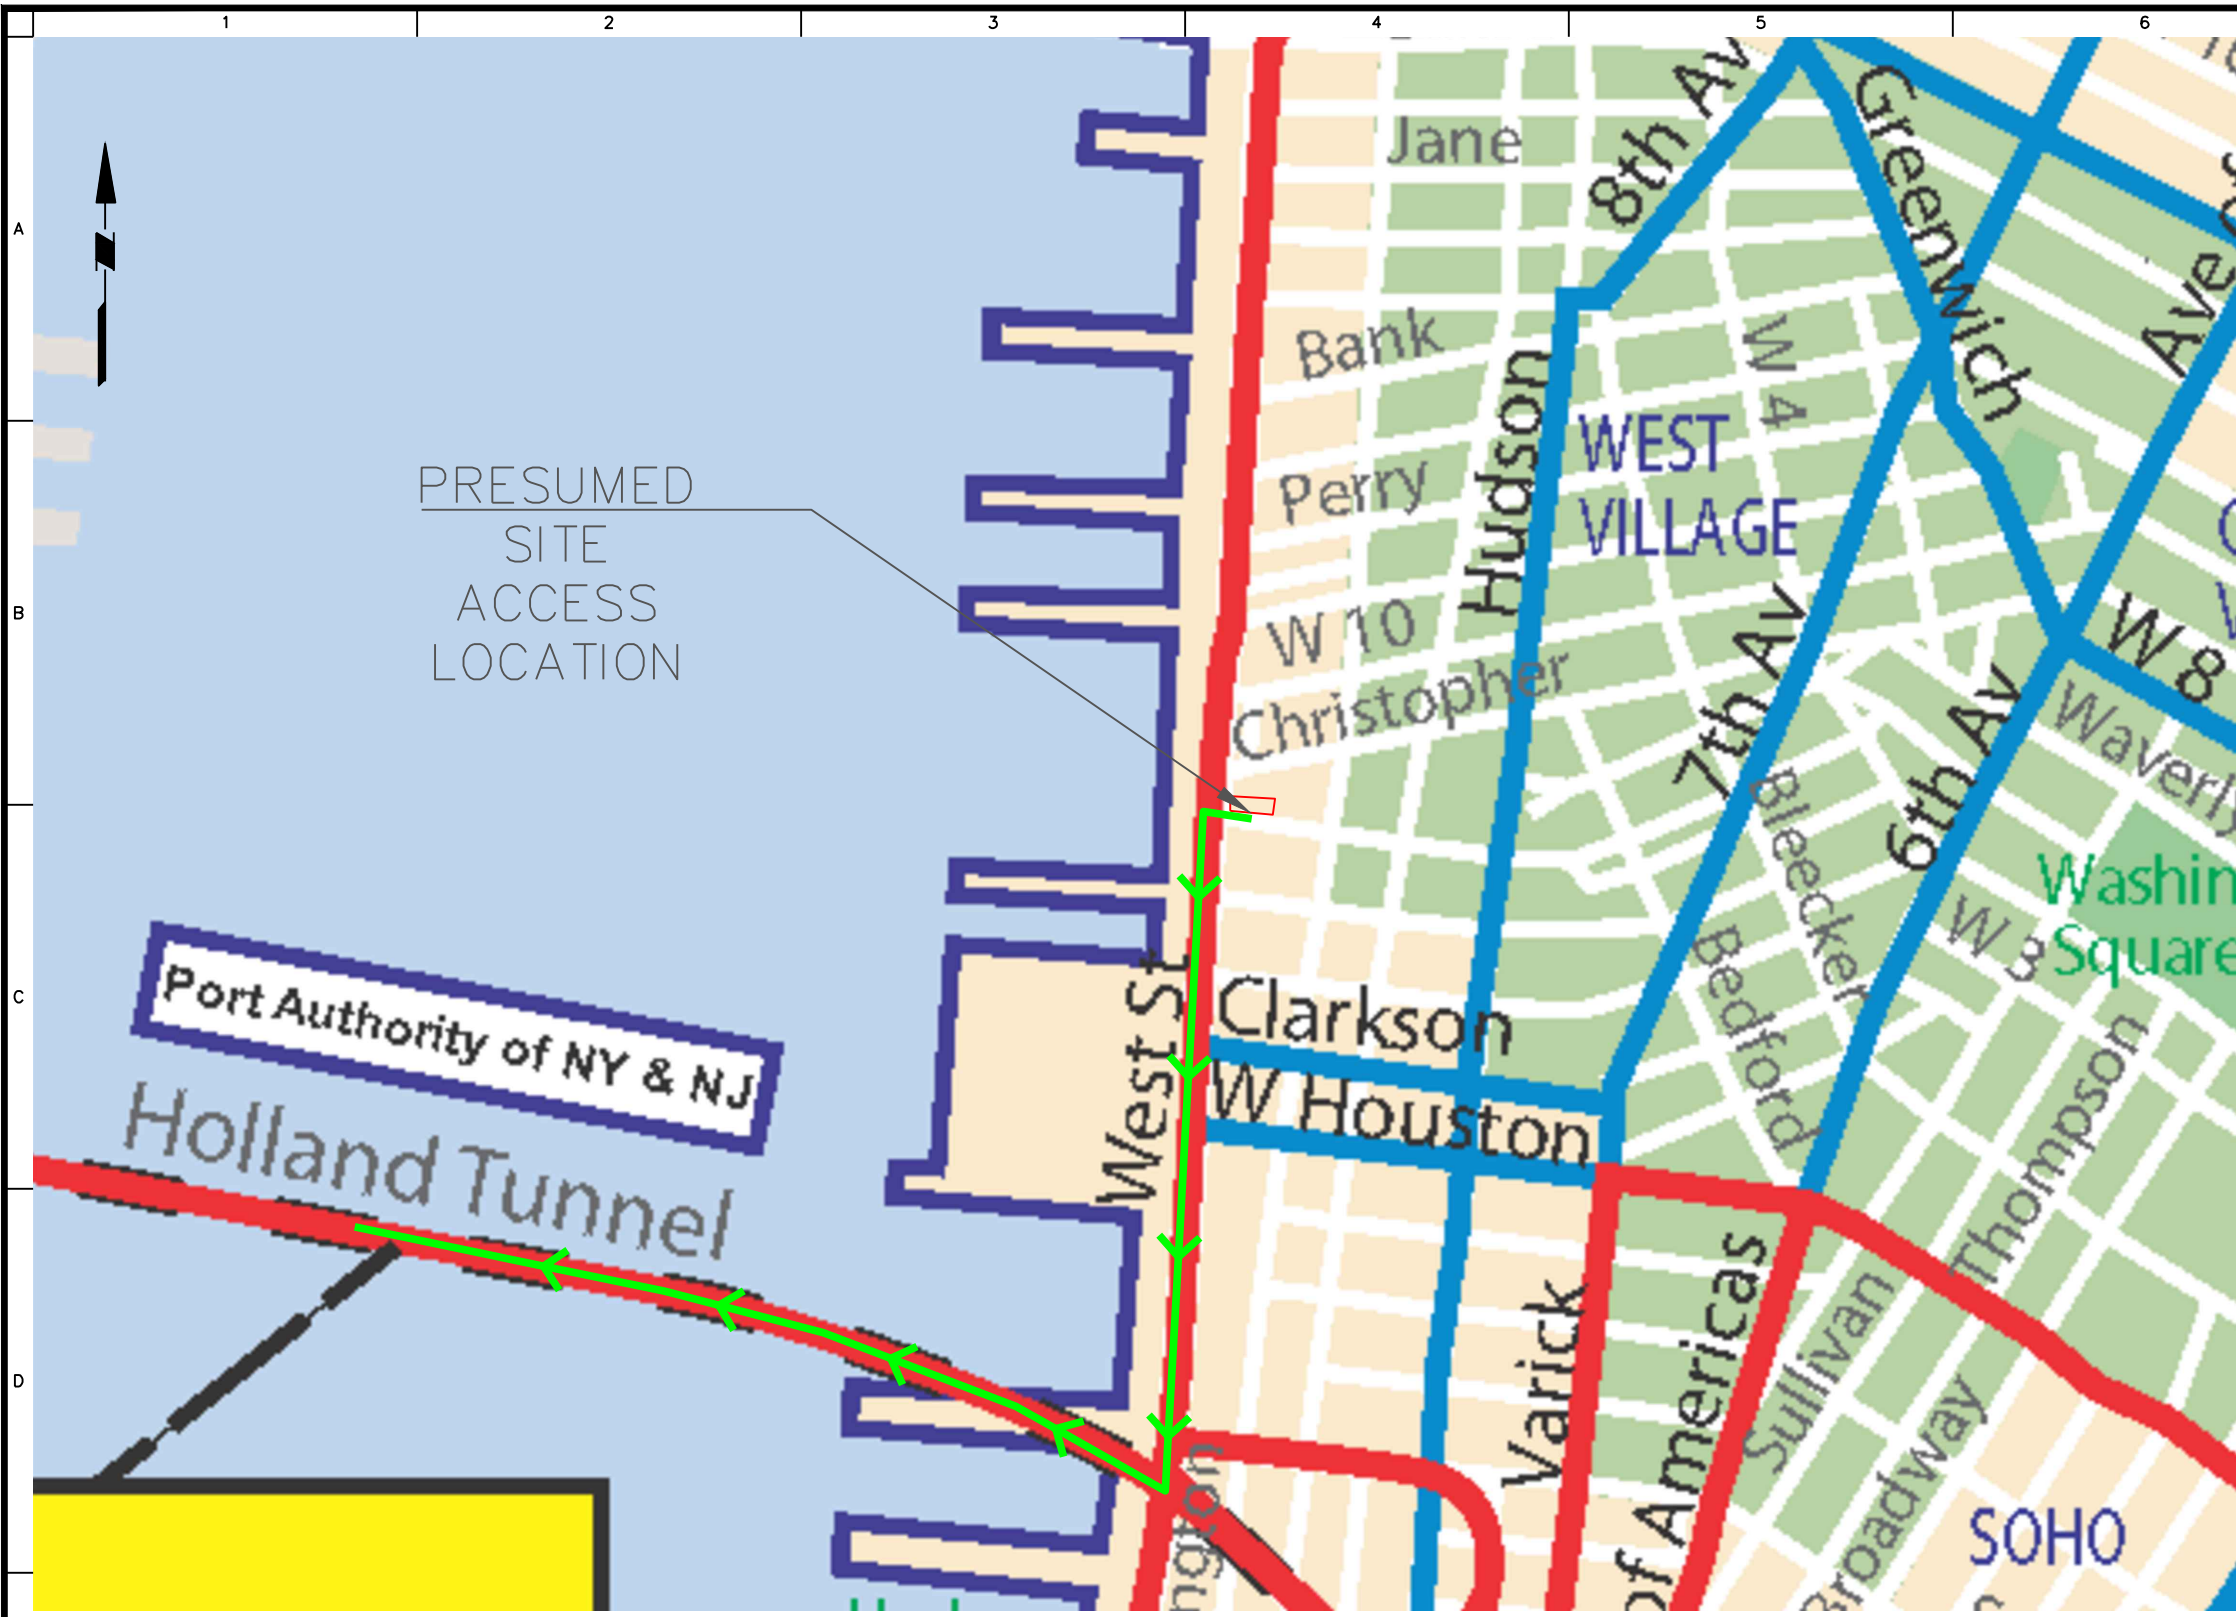 1 2 3 4 5 6
A
B
C
D
PRESUMED
SITE
ACCESS
LOCATION
Jane
8th Av
Greenwich
Bank
W 4
Hudson
WEST
VILLAGE
Perry
W 10
Christopher
7th Av
W 8
6th Av
Waverly
Bleecker
Washin
Square
W 3
Bedford
Port Authority of NY & NJ
Holland Tunnel
West St
Clarkson
W Houston
Thompson
Varick
of Americas
Sullivan
Broadway
SOHO
ngton